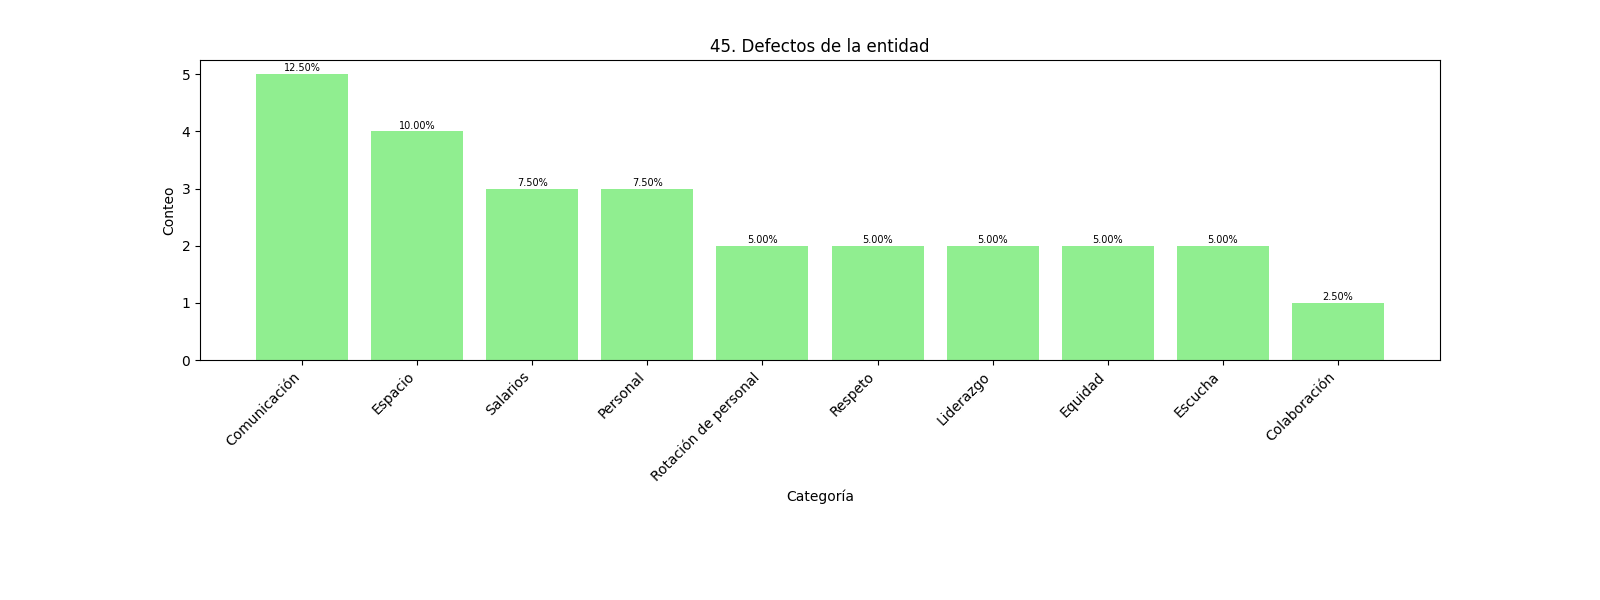 45. Defectos de la entidad
Conteo
5
4
3
2
1
0
12.50%
10.00%
7.50%
7.50%
5.00%
5.00%
5.00%
5.00%
5.00%
2.50%
Comunicación
Espacio
Salarios
Personal
Rotación de personal
Respeto
Liderazgo
Equidad
Escucha
Colaboración
Categoría